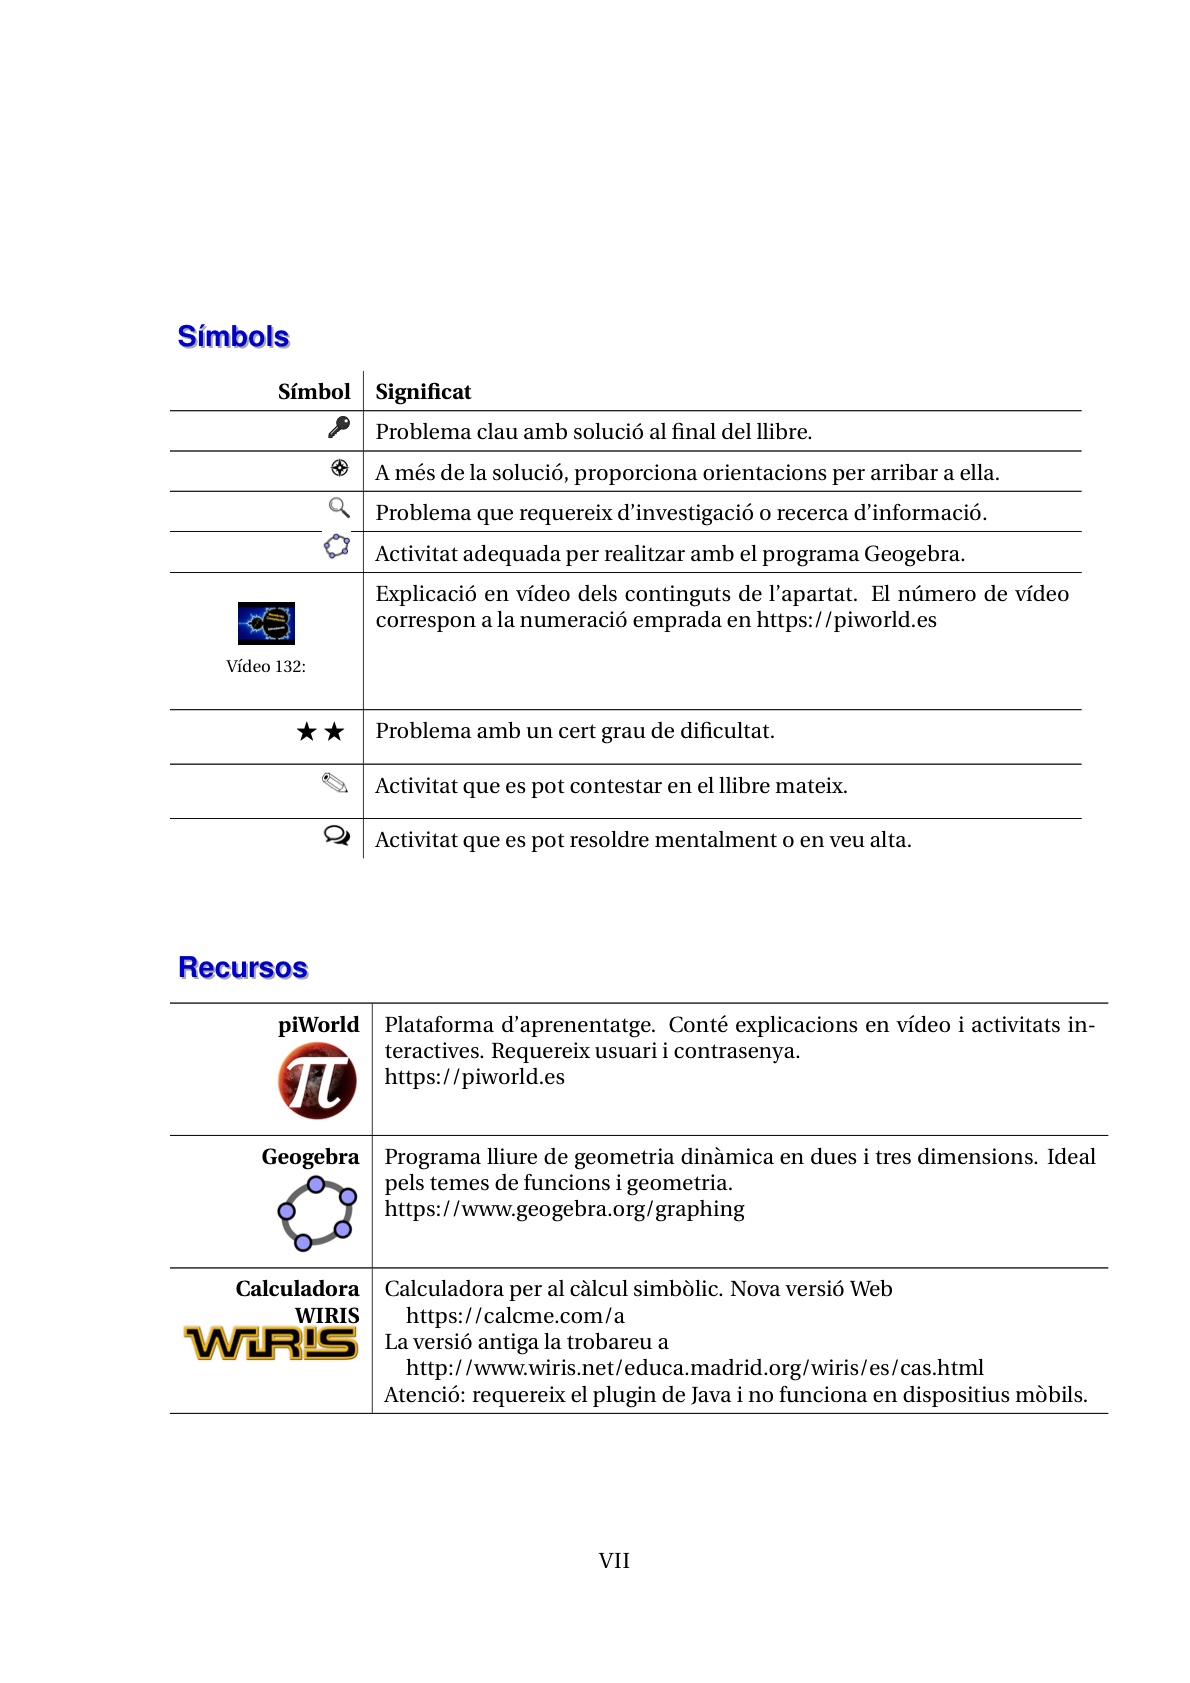 Símbols
Símbol Significat
Problema clau amb solució al final del llibre.
A més de la solució, proporciona orientacions per arribar a ella.
Problema que requereix d'investigació o recerca d'informació.
Activitat adequada per realitzar amb el programa Geogebra.
Explicació en vídeo dels continguts de l'apartat. El número de vídeo
correspon a la numeració emprada en https://piworld.es
Vídeo 132:
★ ★ Problema amb un cert grau de dificultat.
Activitat que es pot contestar en el llibre mateix.
Activitat que es pot resoldre mentalment o en veu alta.
Recursos
piWorld Plataforma d'aprenentatge. Conté explicacions en vídeo i activitats in-
teractives. Requereix usuari i contrasenya.
https://piworld.es
π
Geogebra Programa lliure de geometria dinàmica en dues i tres dimensions. Ideal
pels temes de funcions i geometria.
https://www.geogebra.org/graphing
Calculadora Calculadora per al càlcul simbòlic. Nova versió Web
WIRIS https://calcme.com/a
WIRIS La versió antiga la trobareu a
http://www.wiris.net/educa.madrid.org/wiris/es/cas.html
Atenció: requereix el plugin de Java i no funciona en dispositius mòbils.
VII